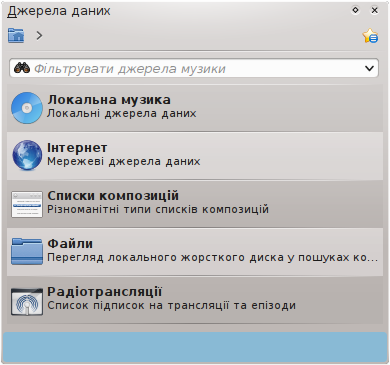 Джерела даних
Фільтрувати джерела музики
Локальна музика
Локальні джерела даних
Інтернет
Мережеві джерела даних
Списки композицій
Різноманітні типи списків композицій
Файли
Перегляд локального жорсткого диска у пошуках ко...
Радіотрансляції
Список підписок на трансляції та епізоди